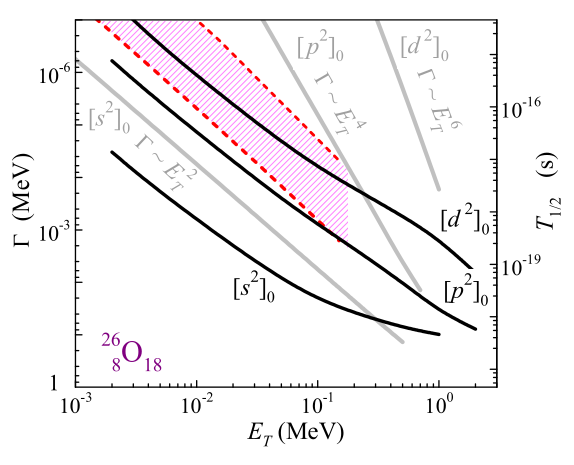 [p²]₀
[d²]₀
10⁻⁶
Γ ~ E_T⁴
Γ ~ E_T⁶
10⁻¹⁶
[s²]₀
Γ ~ E_T²
Γ (MeV)
T₁/₂ (s)
10⁻³
[d²]₀
10⁻¹⁹
[s²]₀
[p²]₀
²⁶₈O₁₈
1
10⁻³
10⁻²
10⁻¹
10⁰
E_T (MeV)